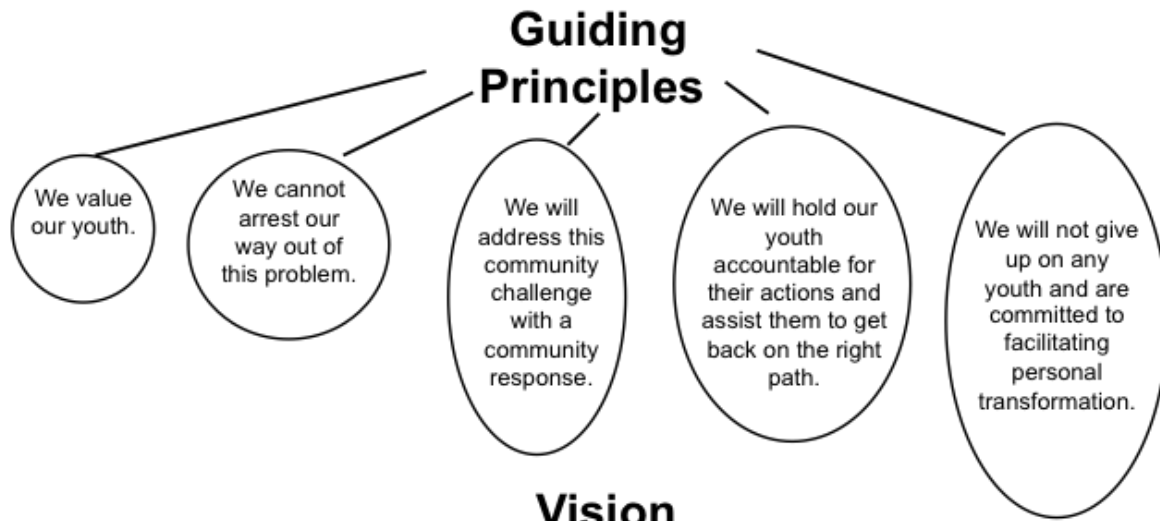 Guiding
Principles
We value
our youth.
We cannot
arrest our
way out of
this problem.
We will
address this
community
challenge
with a
community
response.
We will hold our
youth
accountable for
their actions and
assist them to get
back on the right
path.
We will not give
up on any
youth and are
committed to
facilitating
personal
transformation.
Vision